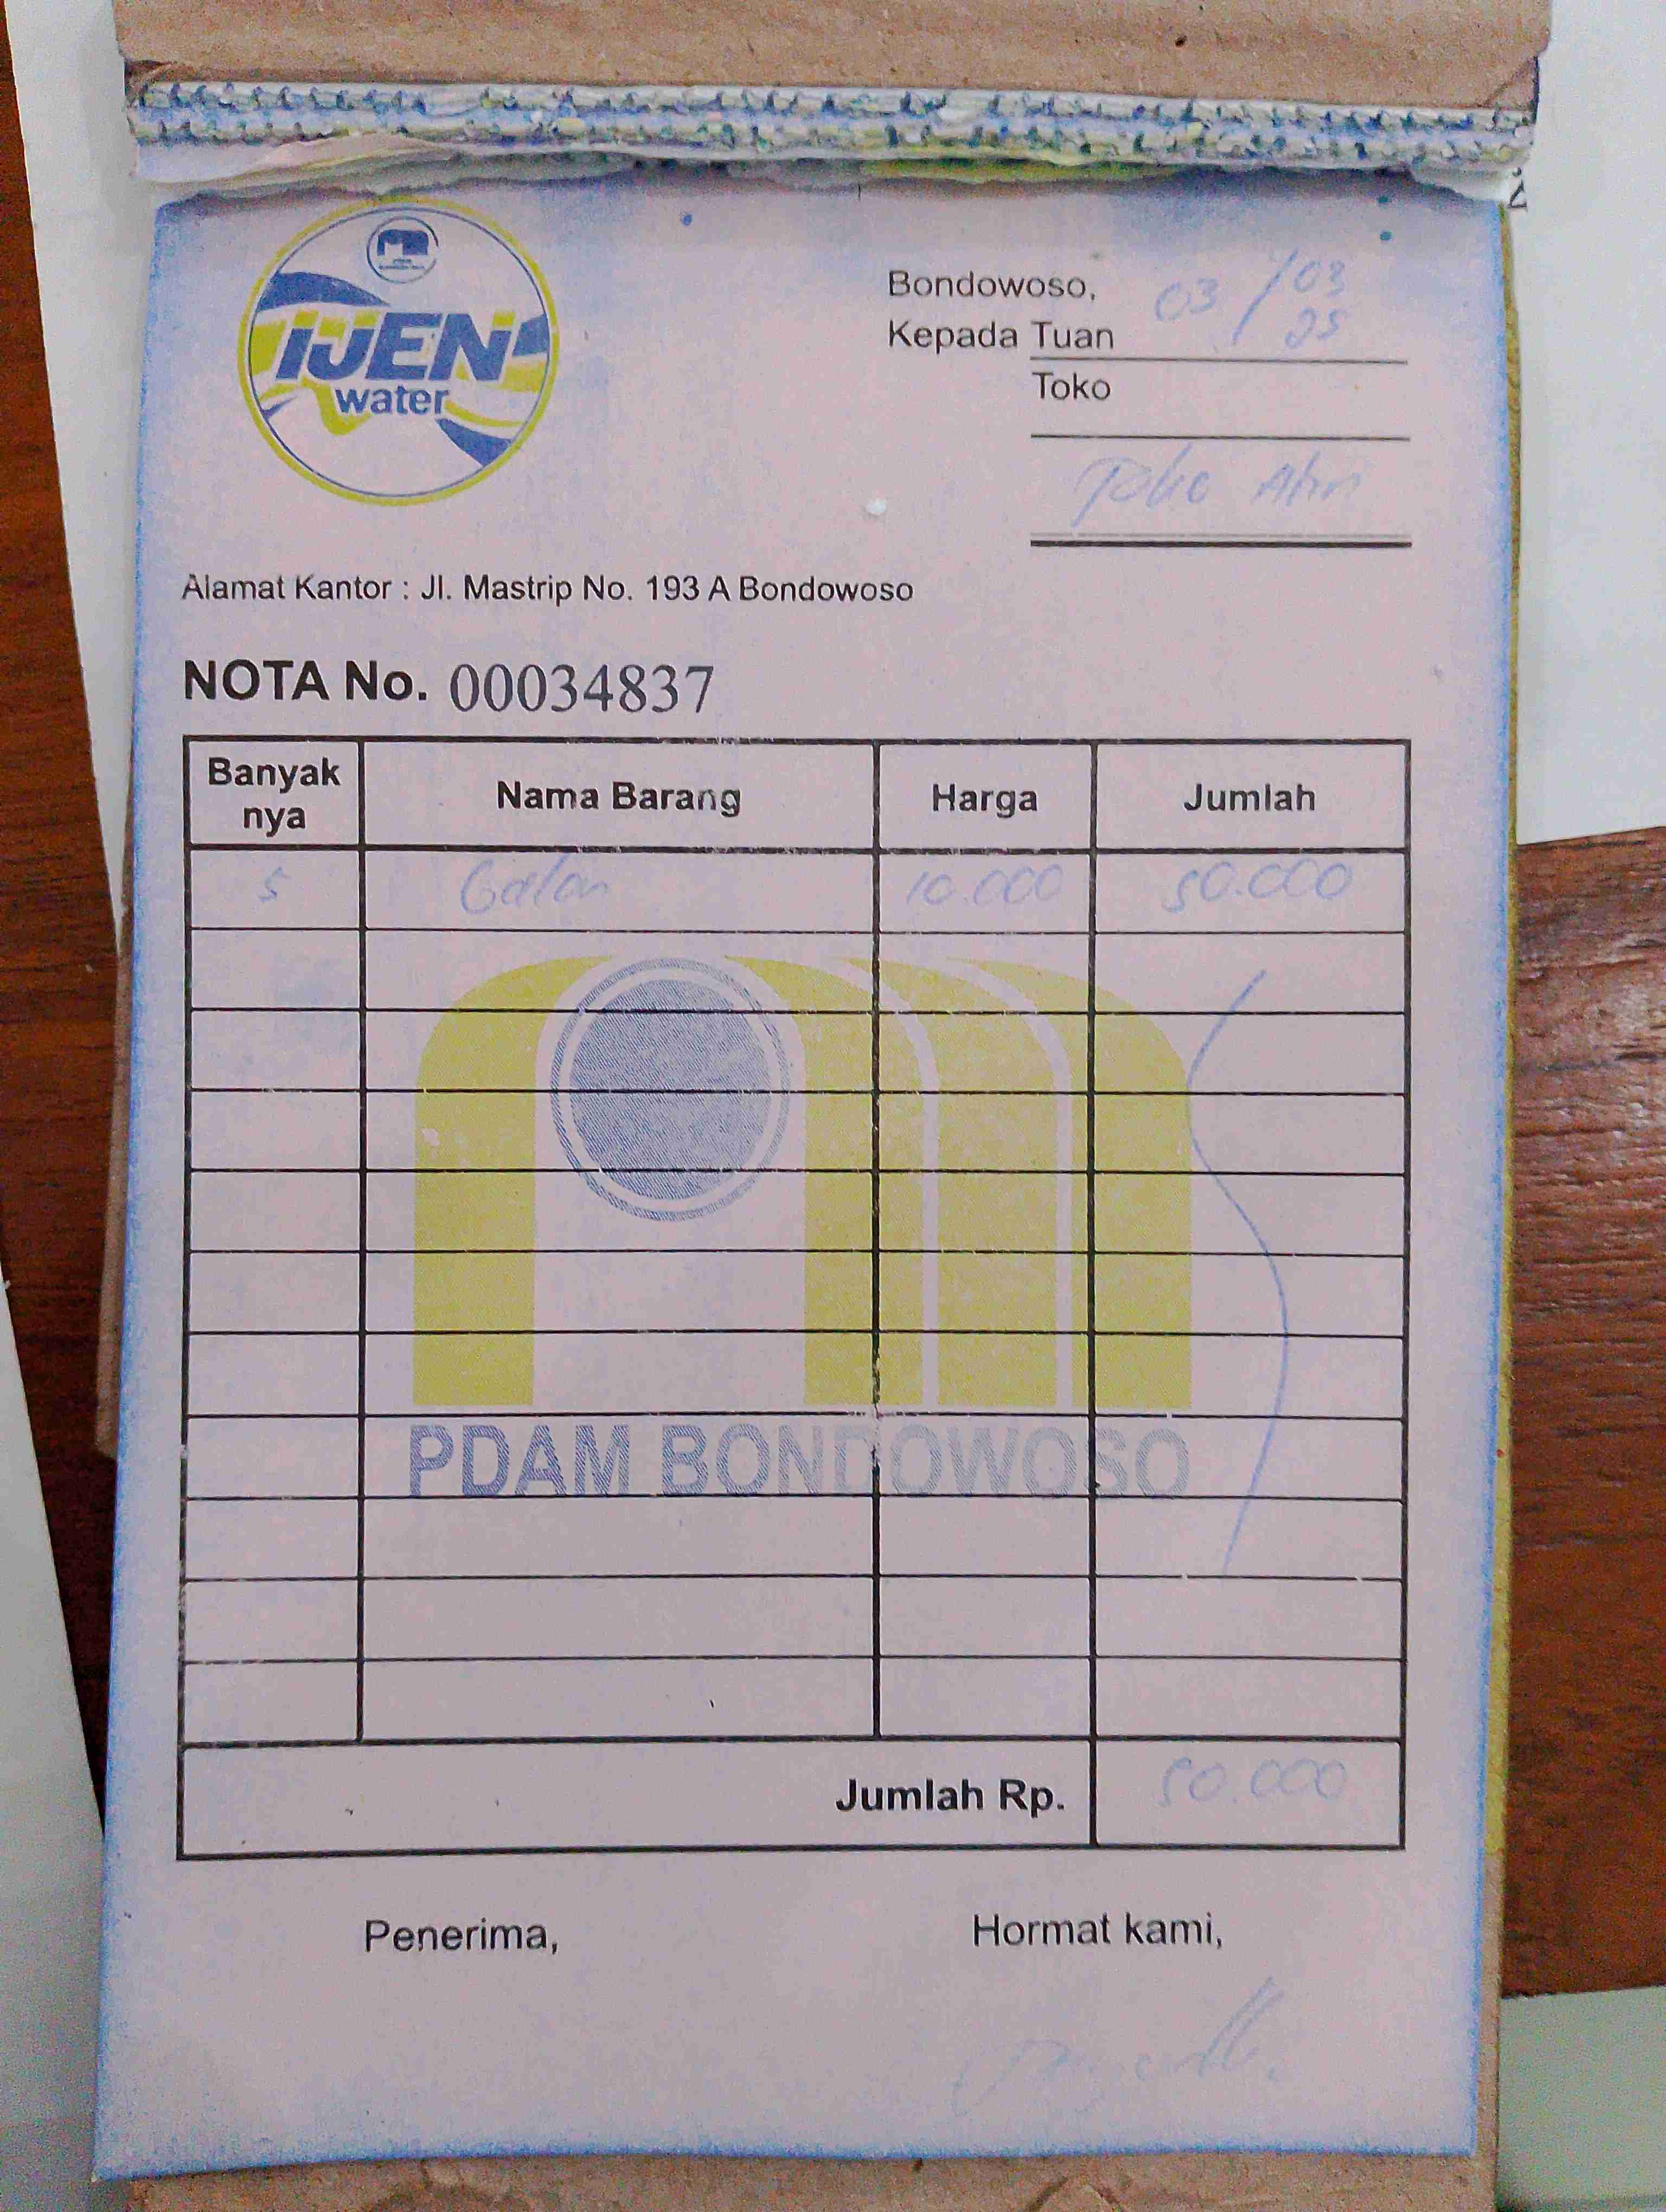 IJEN
water
Bondowoso, 03/03
25
Kepada Tuan
Toko
Toko
Alamat Kantor : Jl. Mastrip No. 193 A Bondowoso
NOTA No. 00034837
Banyak
nya
Nama Barang
Harga
Jumlah
5 Galon 10.000 50.000
PDAM BONDOWOSO
Jumlah Rp. 50.000
Penerima,
Hormat kami,